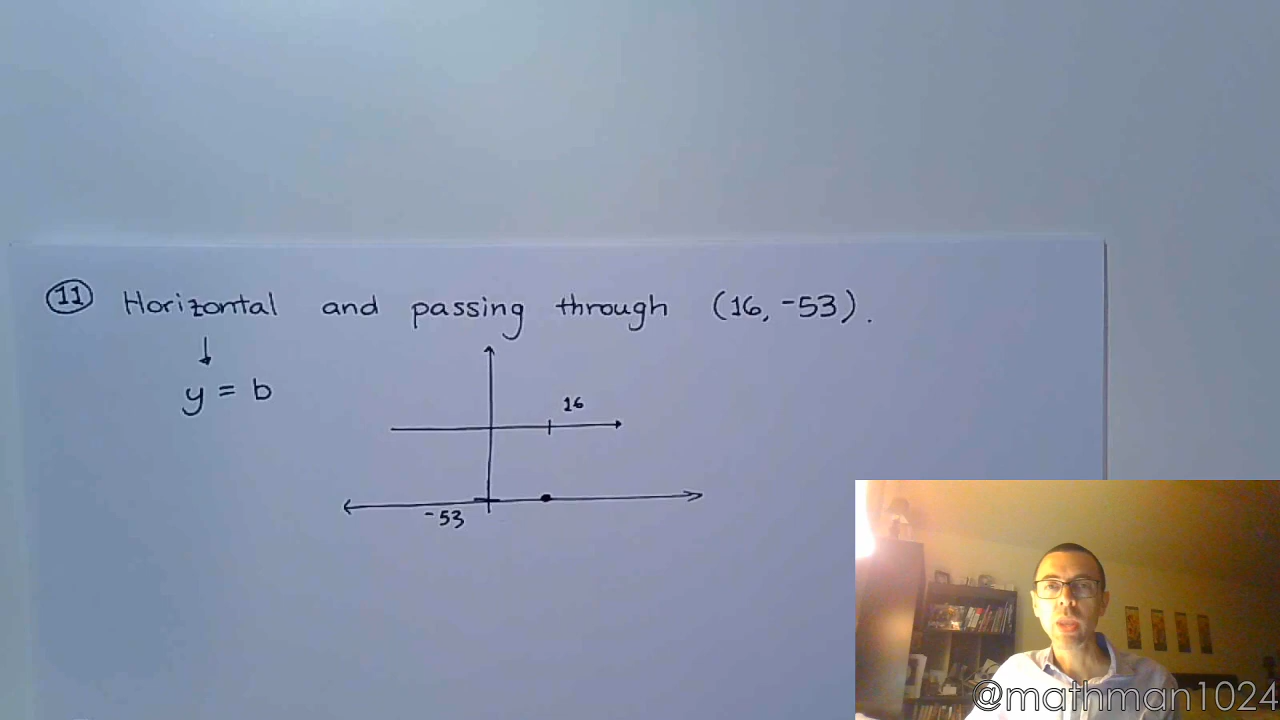 11 Horizontal and passing through (16, -53).
y = b
16
-53
@mathman1024